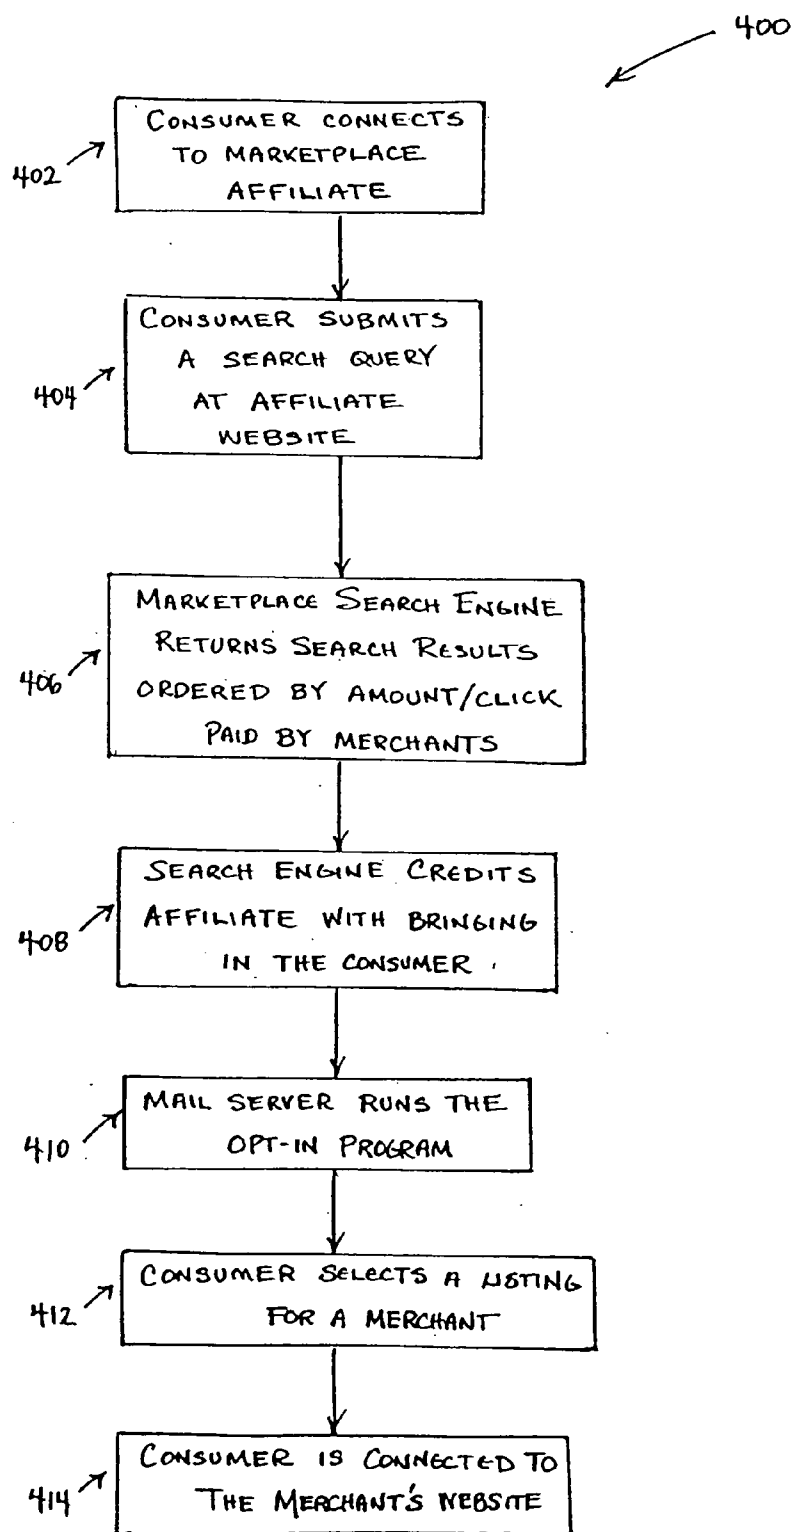 400
402
CONSUMER CONNECTS
TO MARKETPLACE
AFFILIATE
404
CONSUMER SUBMITS
A SEARCH QUERY
AT AFFILIATE
WEBSITE
406
MARKETPLACE SEARCH ENGINE
RETURNS SEARCH RESULTS
ORDERED BY AMOUNT/CLICK
PAID BY MERCHANTS
408
SEARCH ENGINE CREDITS
AFFILIATE WITH BRINGING
IN THE CONSUMER
410
MAIL SERVER RUNS THE
OPT-IN PROGRAM
412
CONSUMER SELECTS A LISTING
FOR A MERCHANT
414
CONSUMER IS CONNECTED TO
THE MERCHANT'S WEBSITE